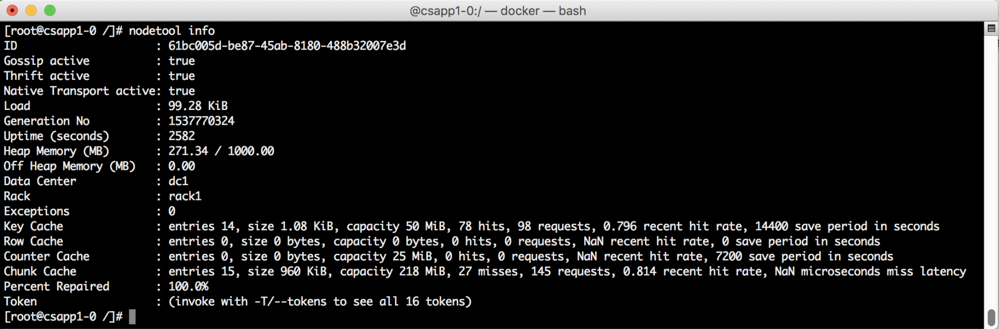 @csapp1-0:/ — docker — bash
[root@csapp1-0 /]# nodetool info
ID                     : 61bc005d-be87-45ab-8180-488b32007e3d
Gossip active          : true
Thrift active          : true
Native Transport active: true
Load                   : 99.28 KiB
Generation No          : 1537770324
Uptime (seconds)       : 2582
Heap Memory (MB)       : 271.34 / 1000.00
Off Heap Memory (MB)   : 0.00
Data Center            : dc1
Rack                   : rack1
Exceptions             : 0
Key Cache              : entries 14, size 1.08 KiB, capacity 50 MiB, 78 hits, 98 requests, 0.796 recent hit rate, 14400 save period in seconds
Row Cache              : entries 0, size 0 bytes, capacity 0 bytes, 0 hits, 0 requests, NaN recent hit rate, 0 save period in seconds
Counter Cache          : entries 0, size 0 bytes, capacity 25 MiB, 0 hits, 0 requests, NaN recent hit rate, 7200 save period in seconds
Chunk Cache            : entries 15, size 960 KiB, capacity 218 MiB, 27 misses, 145 requests, 0.814 recent hit rate, NaN microseconds miss latency
Percent Repaired       : 100.0%
Token                  : (invoke with -T/--tokens to see all 16 tokens)
[root@csapp1-0 /]#